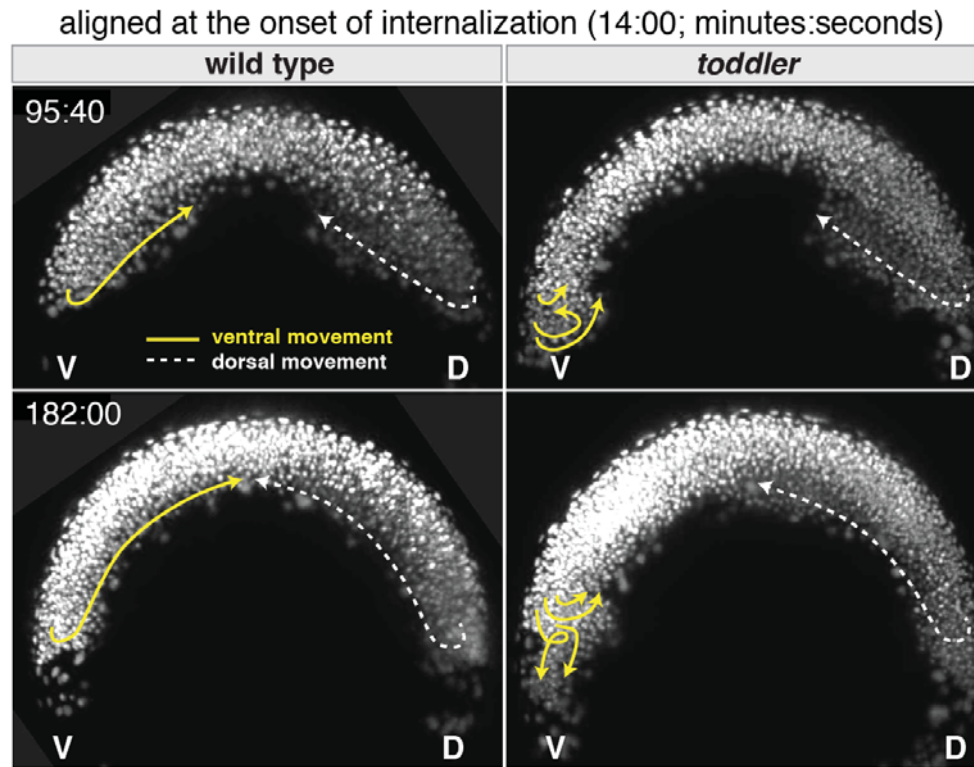 aligned at the onset of internalization (14:00; minutes:seconds)
wild type
toddler
95:40
ventral movement
dorsal movement
V
D
V
D
182:00
V
D
V
D